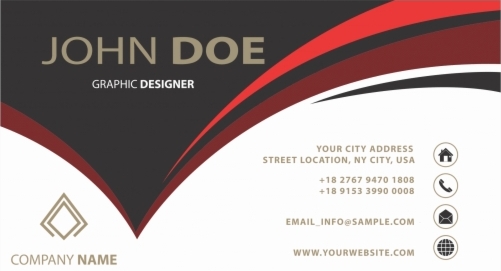 JOHN DOE
GRAPHIC DESIGNER
YOUR CITY ADDRESS
STREET LOCATION, NY CITY, USA
+18 2767 9470 1808
+18 9153 3990 0008
EMAIL_INFO@SAMPLE.COM
WWW.YOURWEBSITE.COM
COMPANY NAME